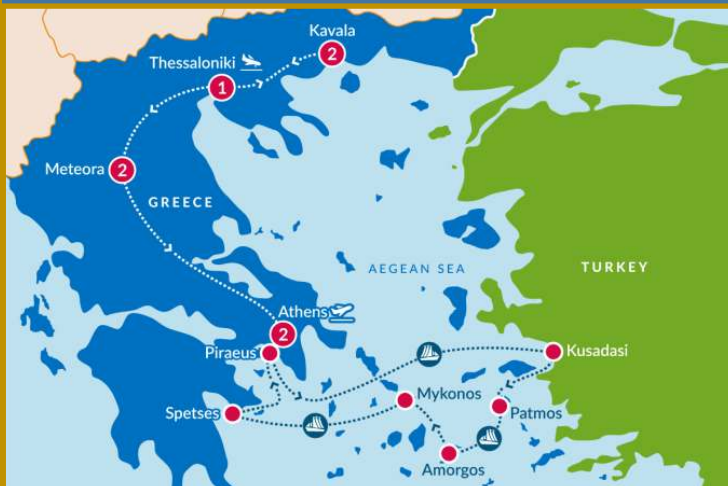 Kavala
2
Thessaloniki
1
Meteora
2
GREECE
AEGEAN SEA
TURKEY
Athens
2
Piraeus
Kusadasi
Mykonos
Spetses
Patmos
Amorgos